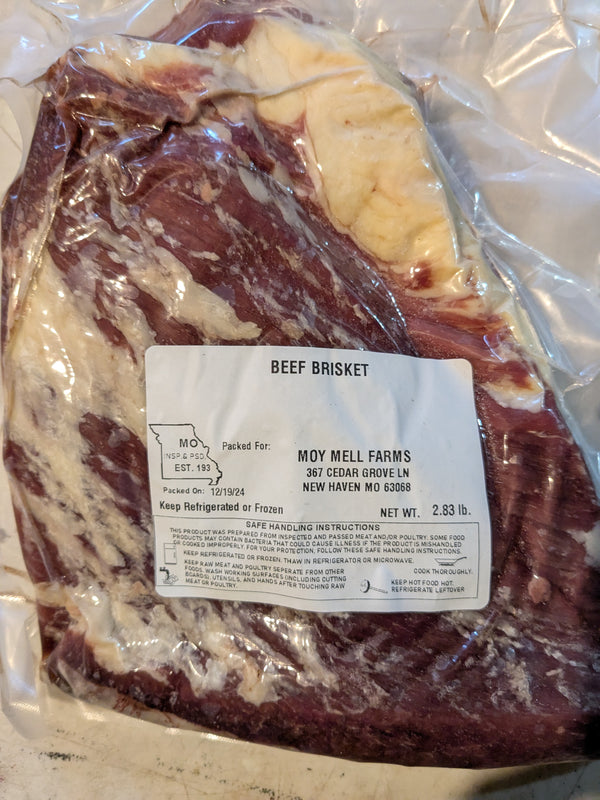 BEEF BRISKET
MO
INSP. & PSD.
EST. 193
Packed For:
MOY MELL FARMS
367 CEDAR GROVE LN
NEW HAVEN MO 63068
Packed On: 12/19/24
Keep Refrigerated or Frozen
NET WT. 2.83 lb.
SAFE HANDLING INSTRUCTIONS
THIS PRODUCT WAS PREPARED FROM INSPECTED AND PASSED MEAT AND/OR POULTRY. SOME FOOD
PRODUCTS MAY CONTAIN BACTERIA THAT COULD CAUSE ILLNESS IF THE PRODUCT IS MISHANDLED
OR COOKED IMPROPERLY. FOR YOUR PROTECTION, FOLLOW THESE SAFE HANDLING INSTRUCTIONS.
KEEP REFRIGERATED OR FROZEN. THAW IN REFRIGERATOR OR MICROWAVE.
COOK THOROUGHLY.
KEEP RAW MEAT AND POULTRY SEPERATE FROM OTHER
FOODS. WASH WORKING SURFACES (INCLUDING CUTTING
BOARDS), UTENSILS, AND HANDS AFTER TOUCHING RAW
MEAT OR POULTRY.
KEEP HOT FOOD HOT.
REFRIGERATE LEFTOVER